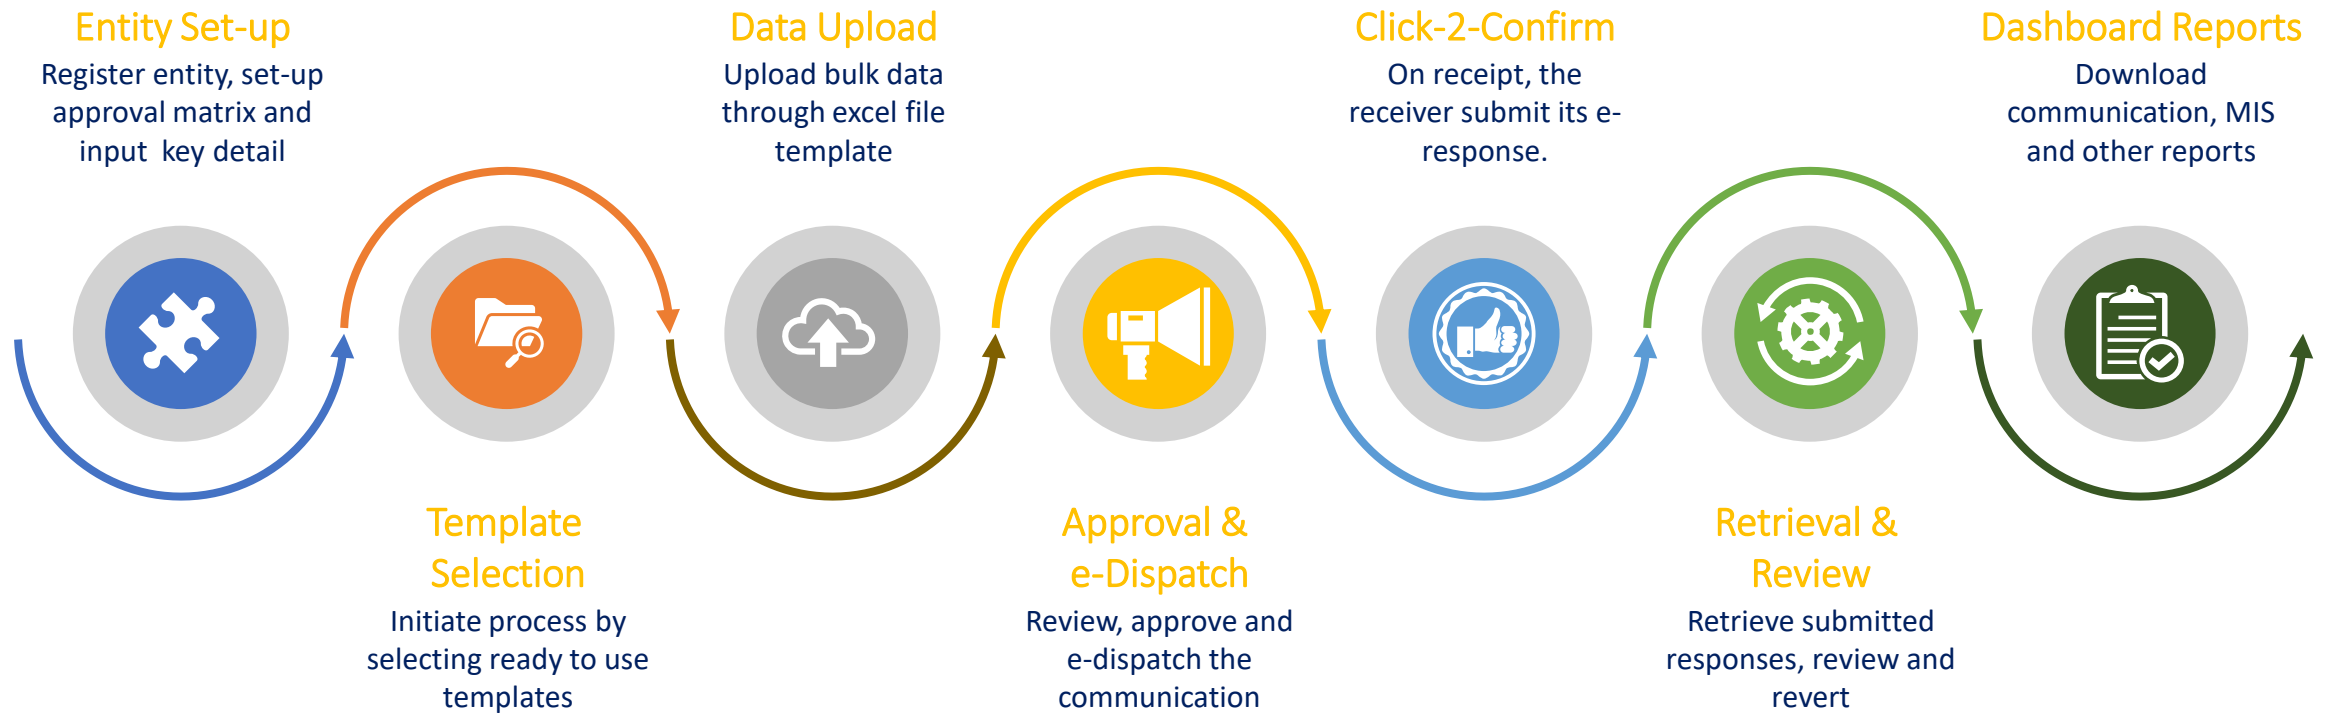 Entity Set-up
Register entity, set-up
approval matrix and
input  key detail
Template
Selection
Initiate process by
selecting ready to use
templates
Data Upload
Upload bulk data
through excel file
template
Approval &
e-Dispatch
Review, approve and
e-dispatch the
communication
Click-2-Confirm
On receipt, the
receiver submit its e-
response.
Retrieval &
Review
Retrieve submitted
responses, review and
revert
Dashboard Reports
Download
communication, MIS
and other reports